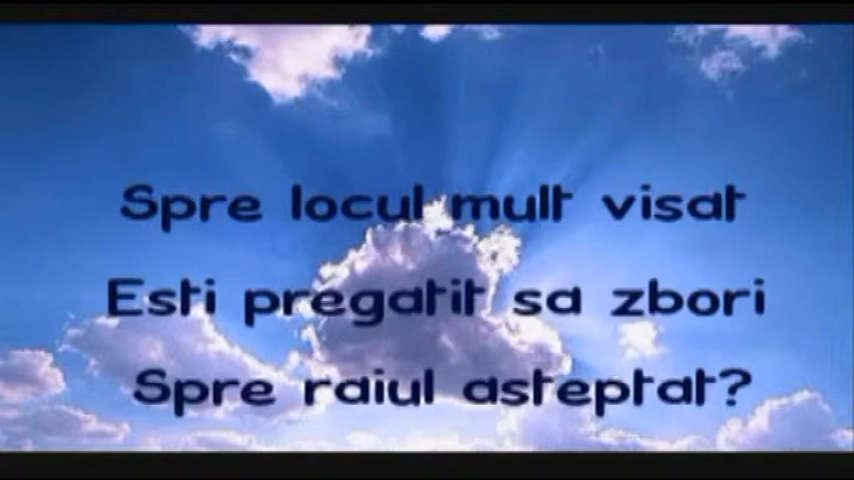 Spre locul mult visat
Esti pregatit sa zbori
Spre raiul asteptat?